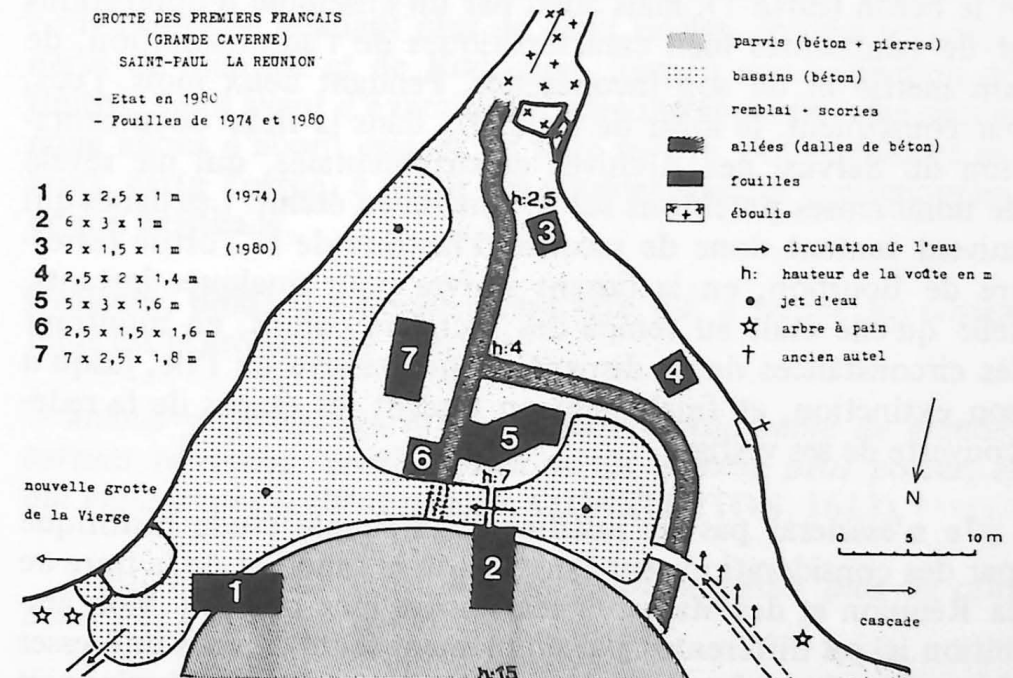 GROTTE DES PREMIERS FRANCAIS
(GRANDE CAVERNE)
SAINT-PAUL LA REUNION
- Etat en 1980
- Fouilles de 1974 et 1980
1 6 x 2,5 x 1 m (1974)
2 x 3 x 1 m
3 2 x 1,5 x 1 m (1980)
4 2,5 x 2 x 1,4 m
5 5 x 3 x 1,6 m
6 2,5 x 1,5 x 1,6 m
7 7 x 2,5 x 1,8 m
parvis (béton - pierres)
bassins (béton)
remblai - scories
allées (dalles de béton)
fouilles
éboulis
circulation de l'eau
h: hauteur de la voûte en m
jet d'eau
arbre à pain
ancien autel
h:2,5
3
h:4
7
4
5
6
h:7
nouvelle grotte
de la Vierge
N
5 10 m
1
2
cascade
h:15